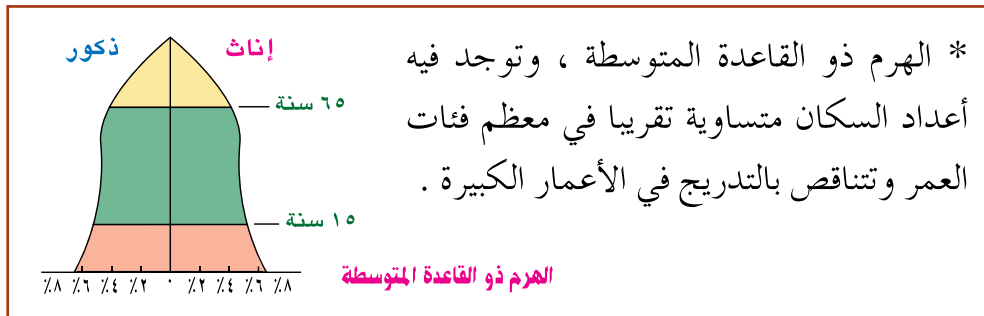 * الهرم ذو القاعدة المتوسطة ، وتوجد فيه
أعداد السكان متساوية تقريبا في معظم فئات
العمر وتتناقص بالتدريج في الأعمار الكبيرة .
إناث
ذكور
٦٥ سنة
١٥ سنة
٪٨ ٪٦ ٪٤ ٪٢ ٠ ٪٢ ٪٤ ٪٦ ٪٨
الهرم ذو القاعدة المتوسطة